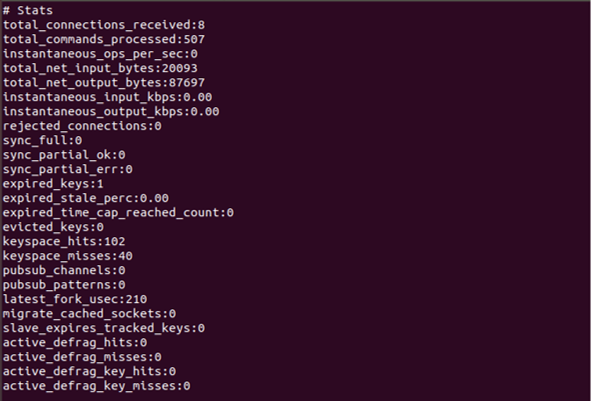 # Stats
total_connections_received:8
total_commands_processed:507
instantaneous_ops_per_sec:0
total_net_input_bytes:20093
total_net_output_bytes:87697
instantaneous_input_kbps:0.00
instantaneous_output_kbps:0.00
rejected_connections:0
sync_full:0
sync_partial_ok:0
sync_partial_err:0
expired_keys:1
expired_stale_perc:0.00
expired_time_cap_reached_count:0
evicted_keys:0
keyspace_hits:102
keyspace_misses:40
pubsub_channels:0
pubsub_patterns:0
latest_fork_usec:210
migrate_cached_sockets:0
slave_expires_tracked_keys:0
active_defrag_hits:0
active_defrag_misses:0
active_defrag_key_hits:0
active_defrag_key_misses:0